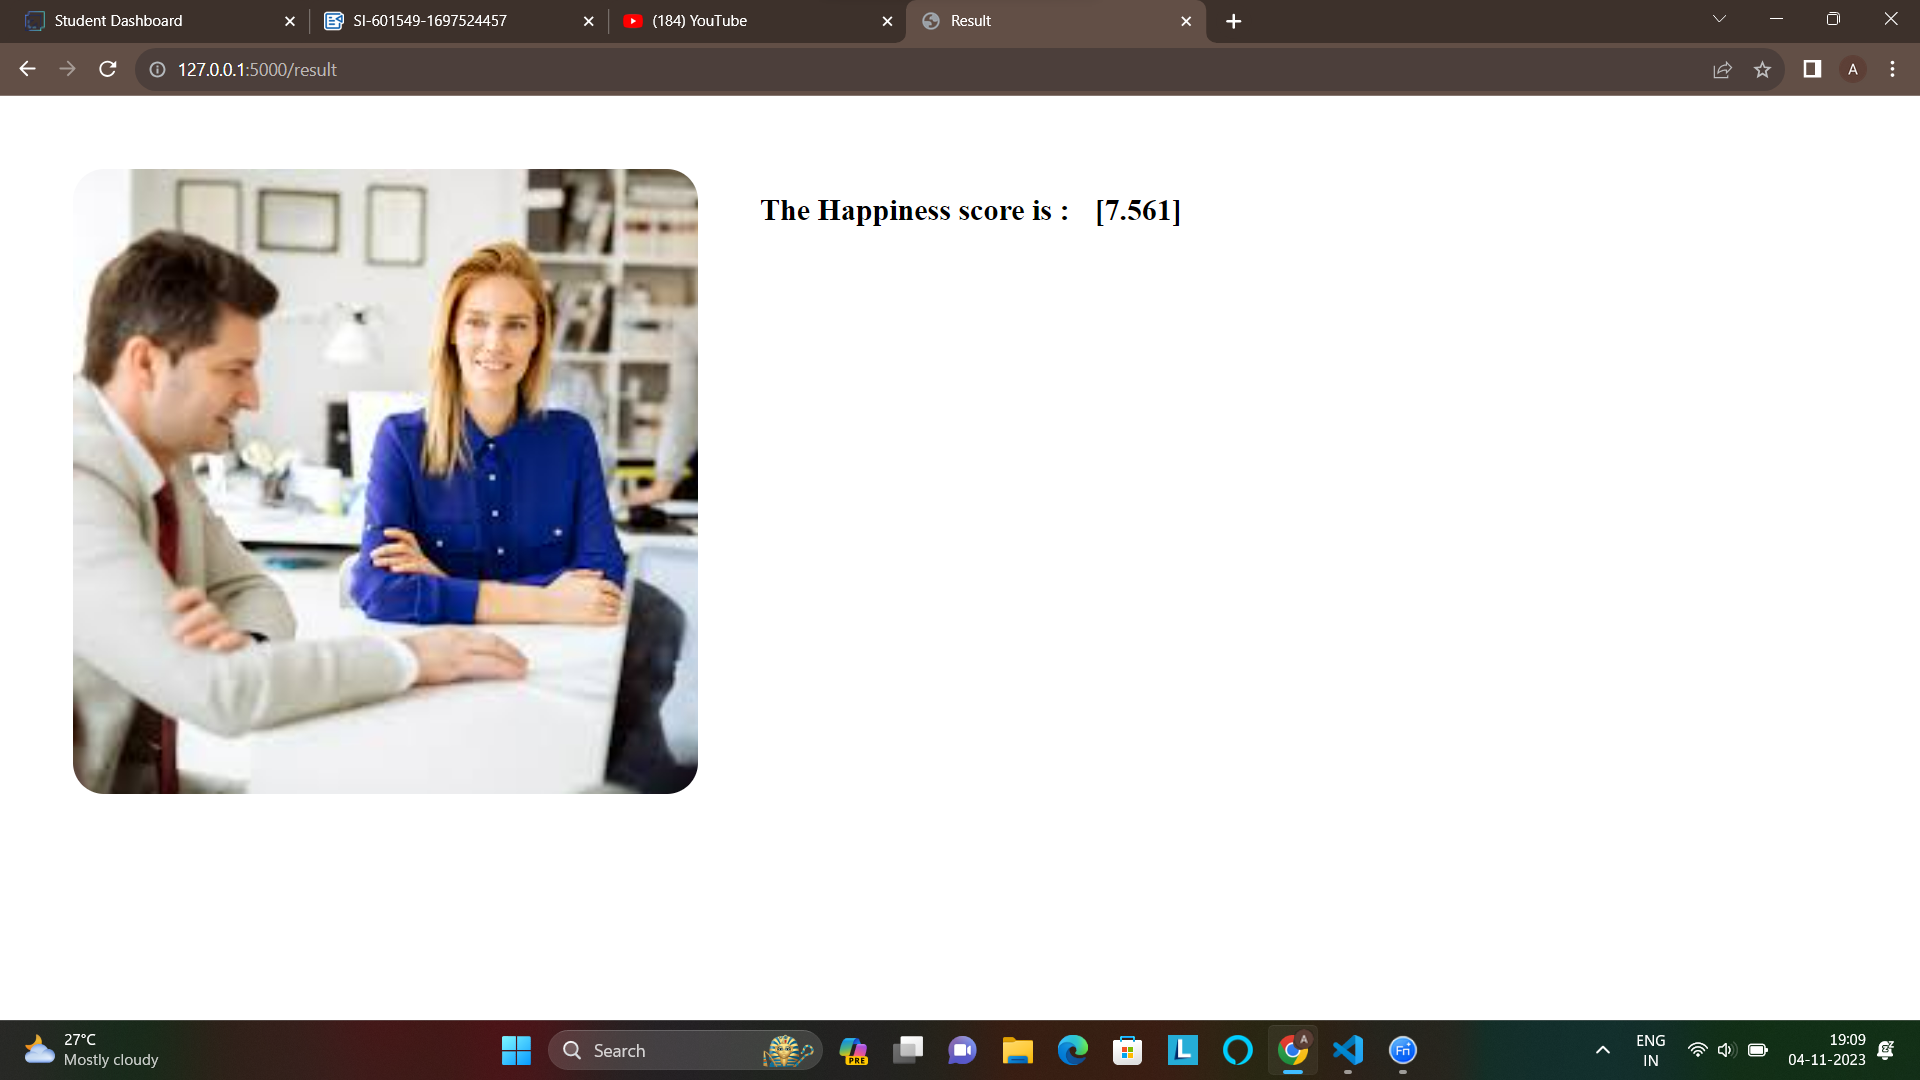 Student Dashboard
SI-601549-1697524457
(184) YouTube
Result
127.0.0.1:5000/result
A
The Happiness score is : [7.561]
27°C
Mostly cloudy
Search
PRE
L
A
Fn
ENG
IN
19:09
04-11-2023